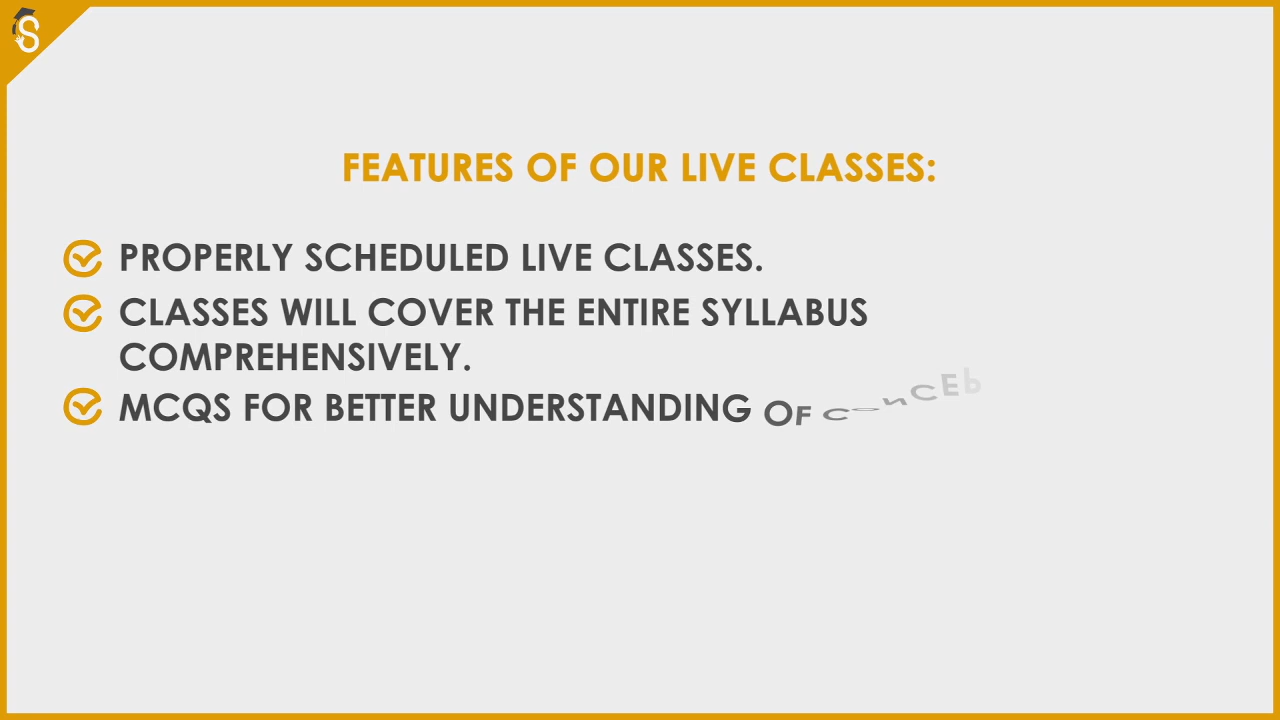 FEATURES OF OUR LIVE CLASSES:
PROPERLY SCHEDULED LIVE CLASSES.
CLASSES WILL COVER THE ENTIRE SYLLABUS
COMPREHENSIVELY.
MCQS FOR BETTER UNDERSTANDING OF